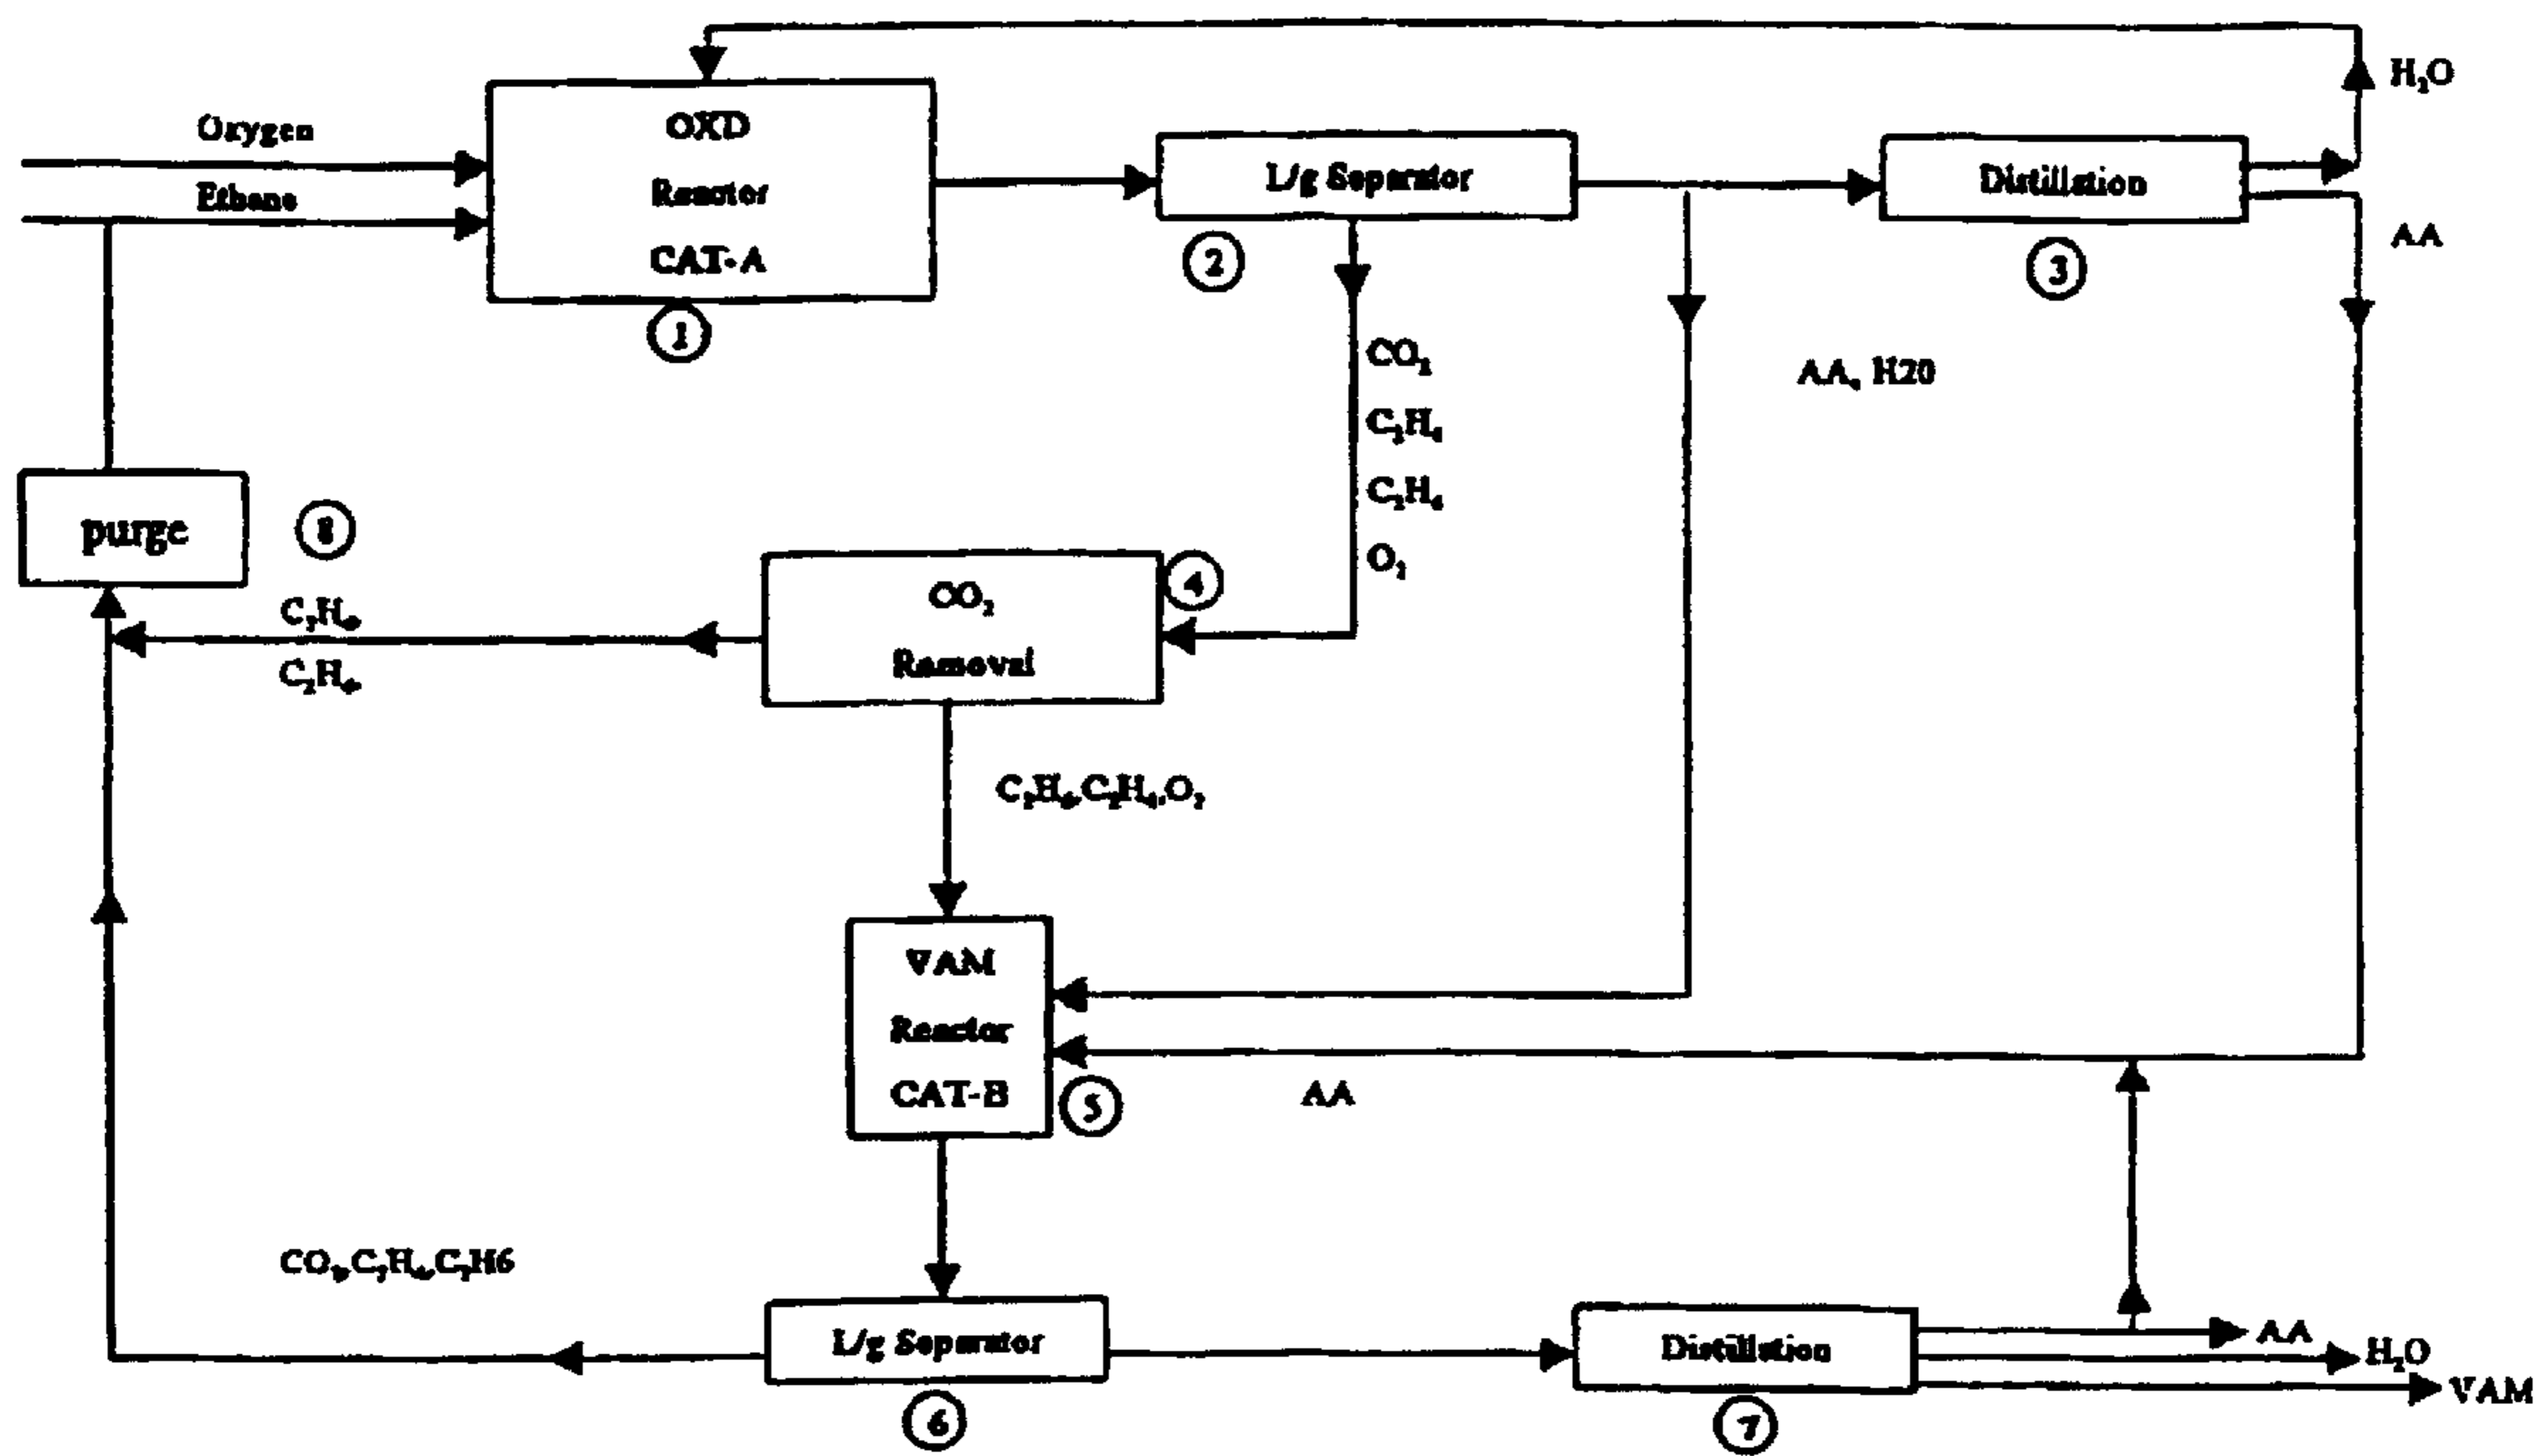 H₂O
Oxygen
Ethane
OXD
Reactor
CAT-A
①
L/g Separator
②
Distillation
③
AA
CO₂
C₂H₄
C₂H₆
O₂
AA, H20
purge
⑧
CO₂
Removal
④
C₂H₆,C₂H₄,O₂
VAM
Reactor
CAT-B
⑤
AA
CO₂,C₂H₄,C₂H6
L/g Separator
⑥
Distillation
⑦
AA
H₂O
VAM